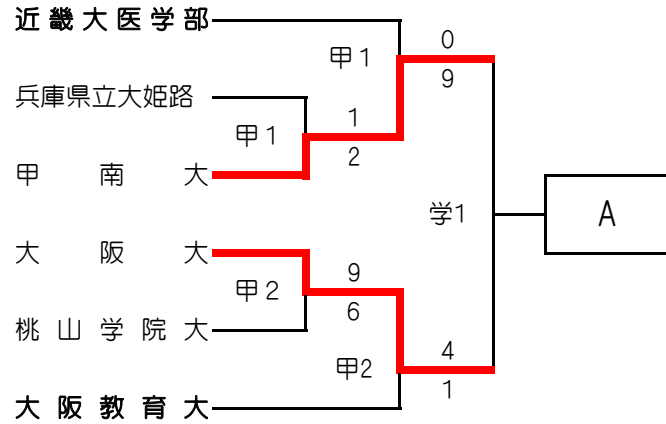 近畿大医学部
甲1
0
9
兵庫県立大姫路
甲1
1
2
甲南大
学1
A
大阪大
甲2
9
6
桃山学院大
甲2
4
1
大阪教育大